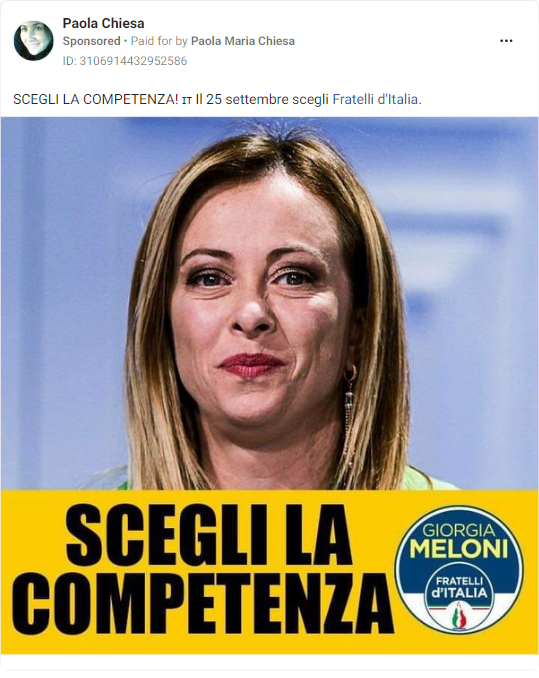 Paola Chiesa
Sponsored • Paid for by Paola Maria Chiesa
ID: 3106914432952586
SCEGLI LA COMPETENZA! ɪᴛ Il 25 settembre scegli Fratelli d'Italia.
SCEGLI LA
COMPETENZA
GIORGIA
MELONI
FRATELLI
d'ITALIA